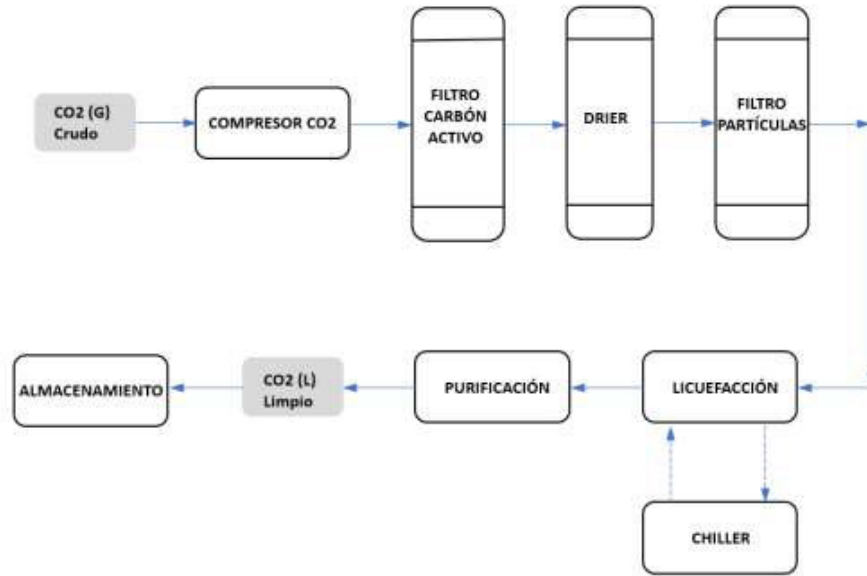 CO2 (G)
Crudo
COMPRESOR CO2
FILTRO
CARBÓN
ACTIVO
DRIER
FILTRO
PARTÍCULAS
ALMACENAMIENTO
CO2 (L)
Limpio
PURIFICACIÓN
LICUEFACCIÓN
CHILLER